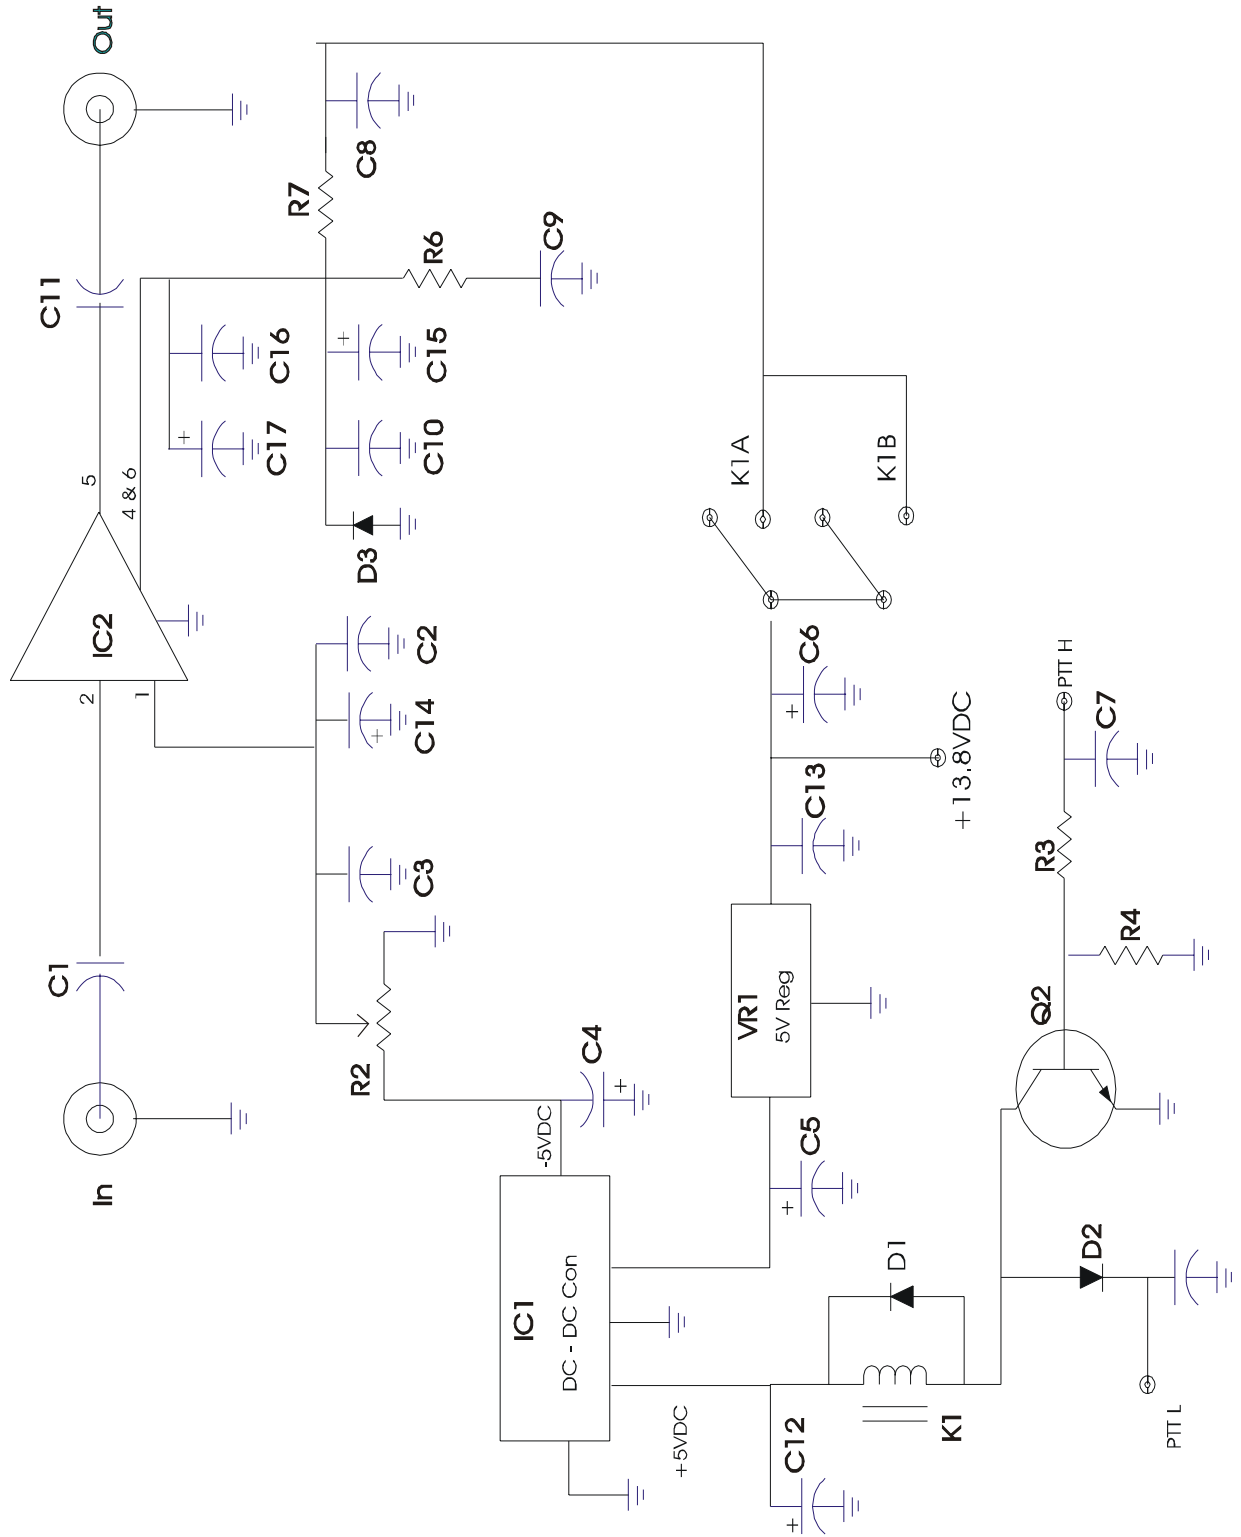 Out
C11
R7
C8
R6
C9
C16
C17
C15
C10
D3
5
4 & 6
IC2
2
1
C2
C14
C3
C1
In
R2
C4
-5VDC
IC1
DC - DC Con
+5VDC
C12
K1
D1
C5
VR1
5V Reg
C13
C6
+13.8VDC
K1A
K1B
PTT H
C7
R3
R4
Q2
D2
PTT L
+
+
+
+
+
+
+